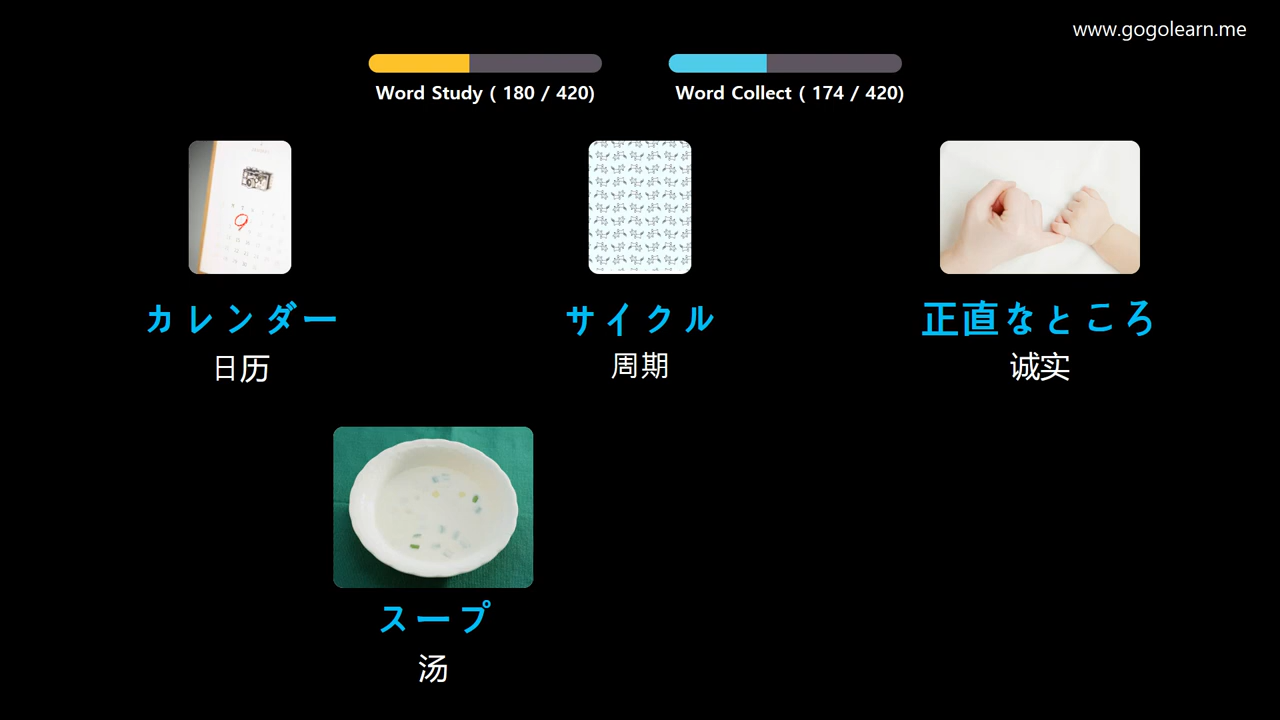 www.gogolearn.me
Word Study ( 180 / 420)
Word Collect ( 174 / 420)
カレンダー
日历
サイクル
周期
正直なところ
诚实
スープ
汤